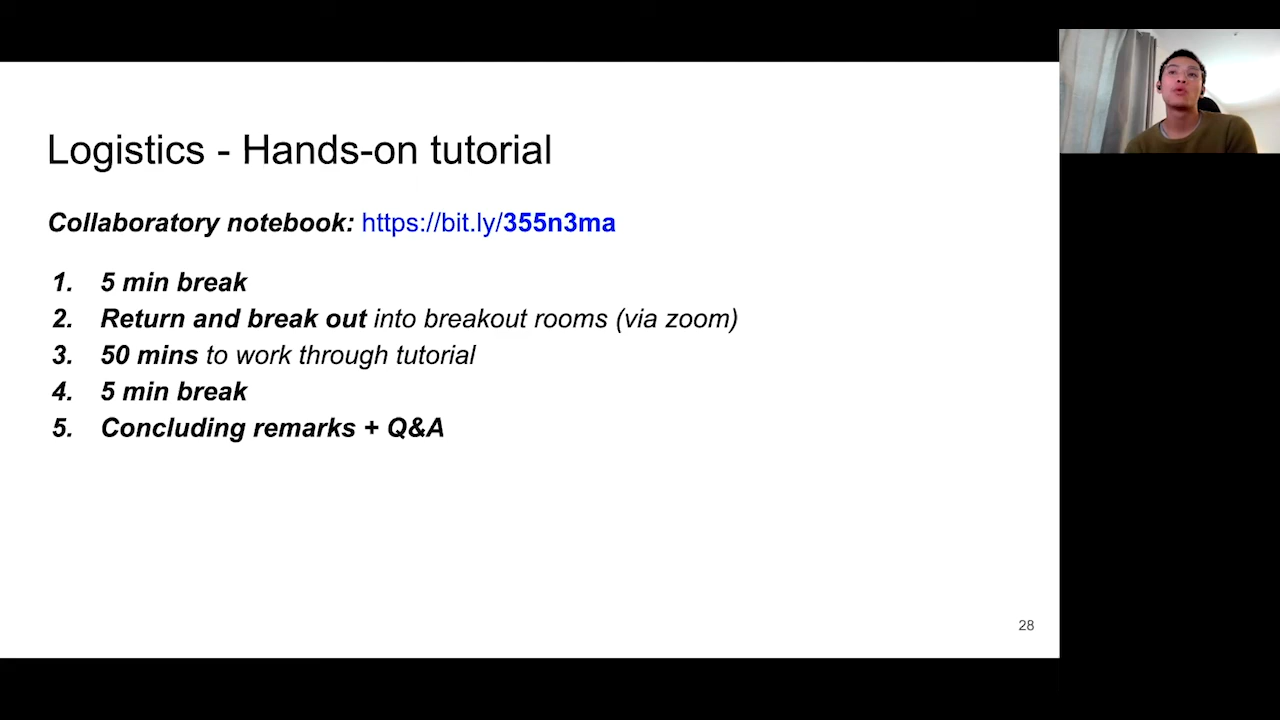 Logistics - Hands-on tutorial
Collaboratory notebook: https://bit.ly/355n3ma
1. 5 min break
2. Return and break out into breakout rooms (via zoom)
3. 50 mins to work through tutorial
4. 5 min break
5. Concluding remarks + Q&A
28